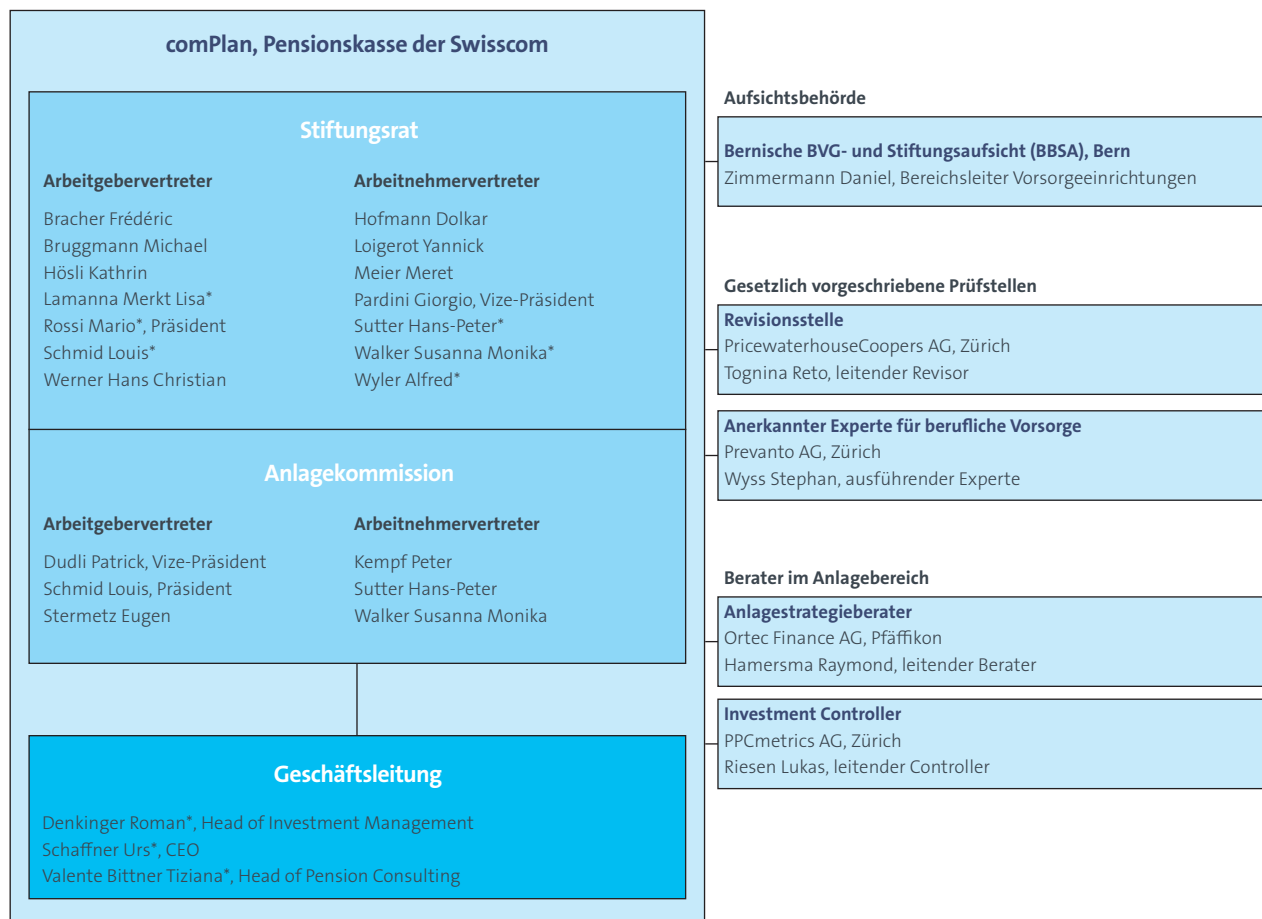 comPlan, Pensionskasse der Swisscom
Stiftungsrat
Arbeitgebervertreter
Bracher Frédéric
Bruggmann Michael
Hösli Kathrin
Lamanna Merkt Lisa*
Rossi Mario*, Präsident
Schmid Louis*
Werner Hans Christian
Arbeitnehmervertreter
Hofmann Dolkar
Loigerot Yannick
Meier Meret
Pardini Giorgio, Vize-Präsident
Sutter Hans-Peter*
Walker Susanna Monika*
Wyler Alfred*
Anlagekommission
Arbeitgebervertreter
Dudli Patrick, Vize-Präsident
Schmid Louis, Präsident
Stermetz Eugen
Arbeitnehmervertreter
Kempf Peter
Sutter Hans-Peter
Walker Susanna Monika
Geschäftsleitung
Denkinger Roman*, Head of Investment Management
Schaffner Urs*, CEO
Valente Bittner Tiziana*, Head of Pension Consulting
Aufsichtsbehörde
Bernische BVG- und Stiftungsaufsicht (BBSA), Bern
Zimmermann Daniel, Bereichsleiter Vorsorgeeinrichtungen
Gesetzlich vorgeschriebene Prüfstellen
Revisionsstelle
PricewaterhouseCoopers AG, Zürich
Tognina Reto, leitender Revisor
Anerkannter Experte für berufliche Vorsorge
Prevanto AG, Zürich
Wyss Stephan, ausführender Experte
Berater im Anlagebereich
Anlagestrategieberater
Ortec Finance AG, Pfäffikon
Hamersma Raymond, leitender Berater
Investment Controller
PPCmetrics AG, Zürich
Riesen Lukas, leitender Controller